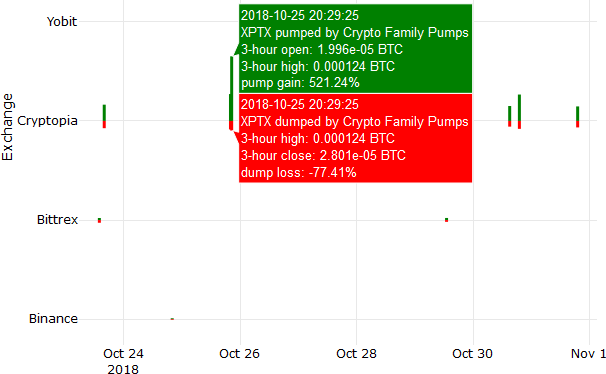 Yobit
2018-10-25 20:29:25
XPTX pumped by Crypto Family Pumps
3-hour open: 1.996e-05 BTC
3-hour high: 0.000124 BTC
pump gain: 521.24%
2018-10-25 20:29:25
XPTX dumped by Crypto Family Pumps
3-hour high: 0.000124 BTC
3-hour close: 2.801e-05 BTC
dump loss: -77.41%
Exchange
Cryptopia
Bittrex
Binance
Oct 24
2018
Oct 26
Oct 28
Oct 30
Nov 1